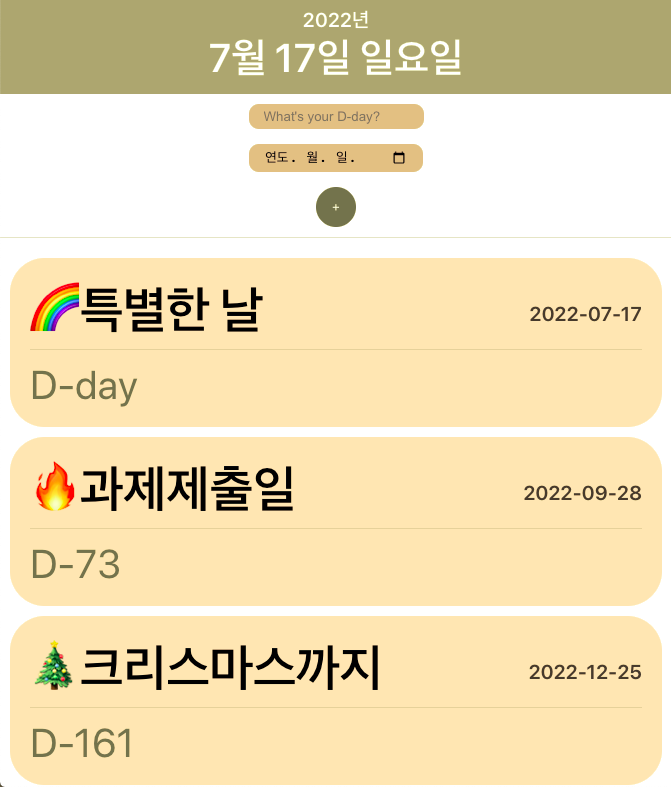 2022년
7월 17일 일요일
What's your D-day?
연도. 월. 일.
+
🌈특별한 날 2022-07-17
D-day
🔥과제제출일 2022-09-28
D-73
🎄크리스마스까지 2022-12-25
D-161